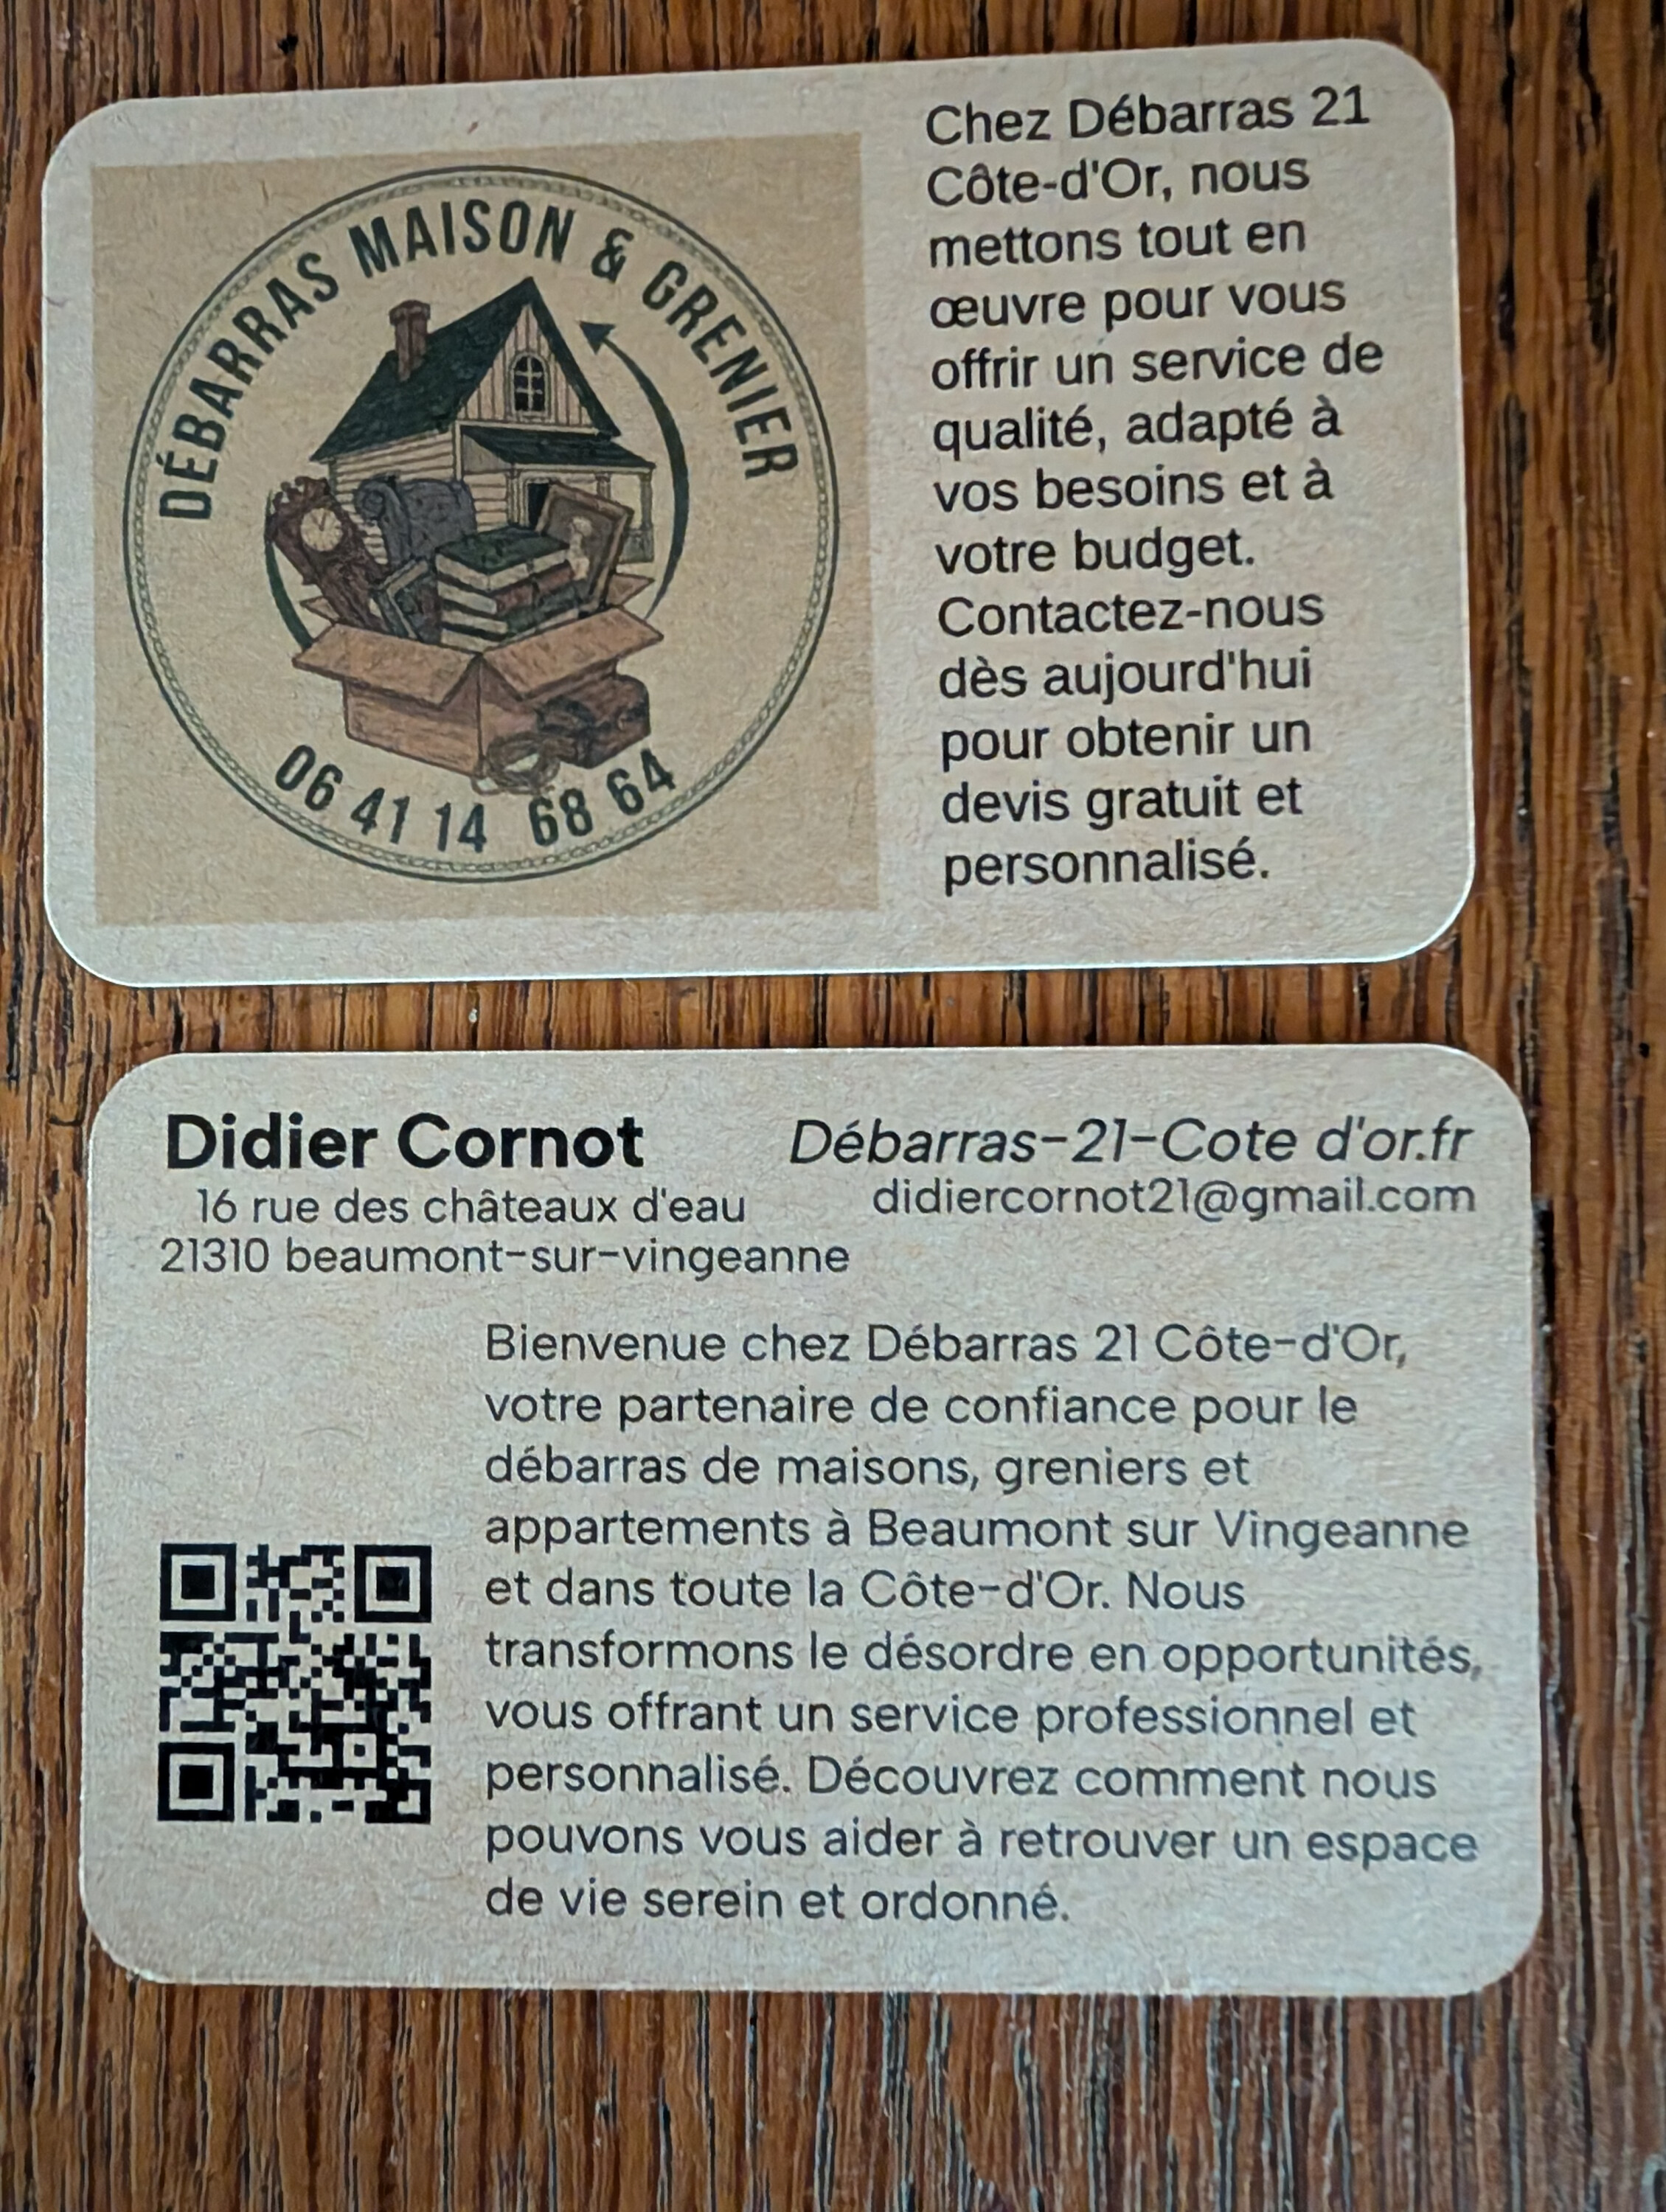 DÉBARRAS MAISON & GRENIER
06 41 14 68 64
Chez Débarras 21
Côte-d'Or, nous
mettons tout en
œuvre pour vous
offrir un service de
qualité, adapté à
vos besoins et à
votre budget.
Contactez-nous
dès aujourd'hui
pour obtenir un
devis gratuit et
personnalisé.
Didier Cornot
16 rue des châteaux d'eau
21310 beaumont-sur-vingeanne
Débarras-21-Cote d'or.fr
didiercornot21@gmail.com
Bienvenue chez Débarras 21 Côte-d'Or,
votre partenaire de confiance pour le
débarras de maisons, greniers et
appartements à Beaumont sur Vingeanne
et dans toute la Côte-d'Or. Nous
transformons le désordre en opportunités,
vous offrant un service professionnel et
personnalisé. Découvrez comment nous
pouvons vous aider à retrouver un espace
de vie serein et ordonné.